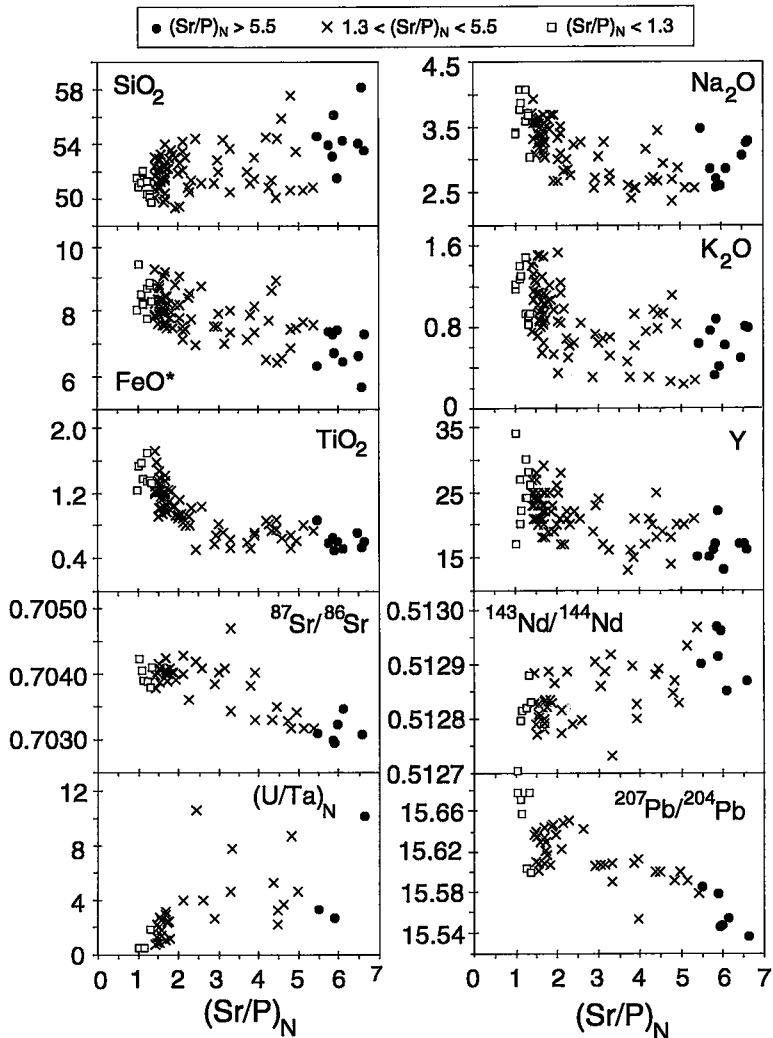 ● (Sr/P)N > 5.5 × 1.3 < (Sr/P)N < 5.5 □ (Sr/P)N < 1.3
SiO2
58
54
50
Na2O
4.5
3.5
2.5
FeO*
10
8
6
K2O
1.6
0.8
0
TiO2
2.0
1.2
0.4
Y
35
25
15
87Sr/86Sr
0.7050
0.7040
0.7030
143Nd/144Nd
0.5130
0.5129
0.5128
0.5127
(U/Ta)N
12
8
4
0
207Pb/204Pb
15.66
15.62
15.58
15.54
0 1 2 3 4 5 6 7
(Sr/P)N
0 1 2 3 4 5 6 7
(Sr/P)N